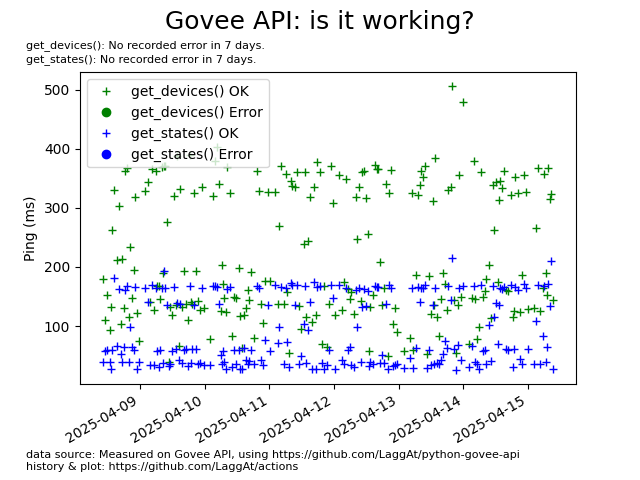 Govee API: is it working?
get_devices(): No recorded error in 7 days.
get_states(): No recorded error in 7 days.
get_devices() OK
get_devices() Error
get_states() OK
get_states() Error
Ping (ms)
500
400
300
200
100
2025-04-09
2025-04-10
2025-04-11
2025-04-12
2025-04-13
2025-04-14
2025-04-15
data source: Measured on Govee API, using https://github.com/LaggAt/python-govee-api
history & plot: https://github.com/LaggAt/actions